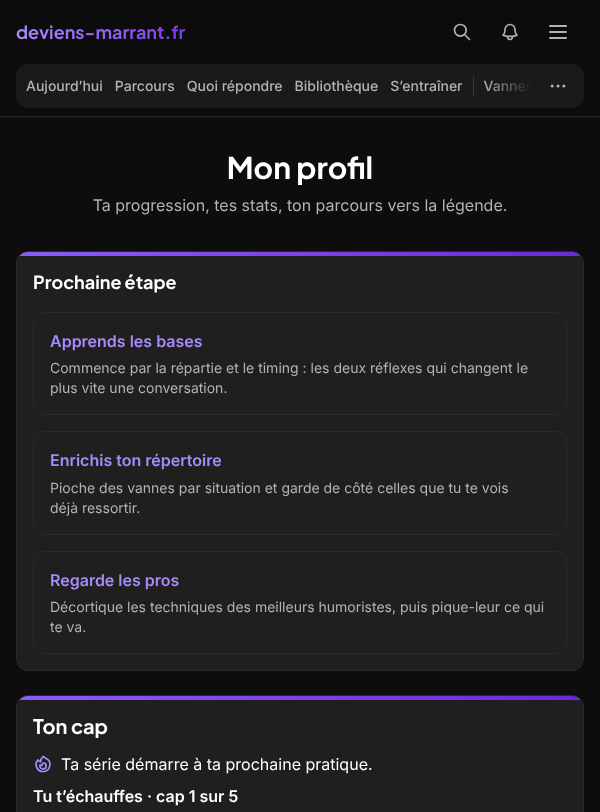 deviens-marrant.fr
Aujourd’hui Parcours Quoi répondre Bibliothèque S’entraîner Vannes ···
Mon profil
Ta progression, tes stats, ton parcours vers la légende.
Prochaine étape
Apprends les bases
Commence par la répartie et le timing : les deux réflexes qui changent le
plus vite une conversation.
Enrichis ton répertoire
Pioche des vannes par situation et garde de côté celles que tu te vois
déjà ressortir.
Regarde les pros
Décortique les techniques des meilleurs humoristes, puis pique-leur ce qui
te va.
Ton cap
Ta série démarre à ta prochaine pratique.
Tu t’échauffes · cap 1 sur 5